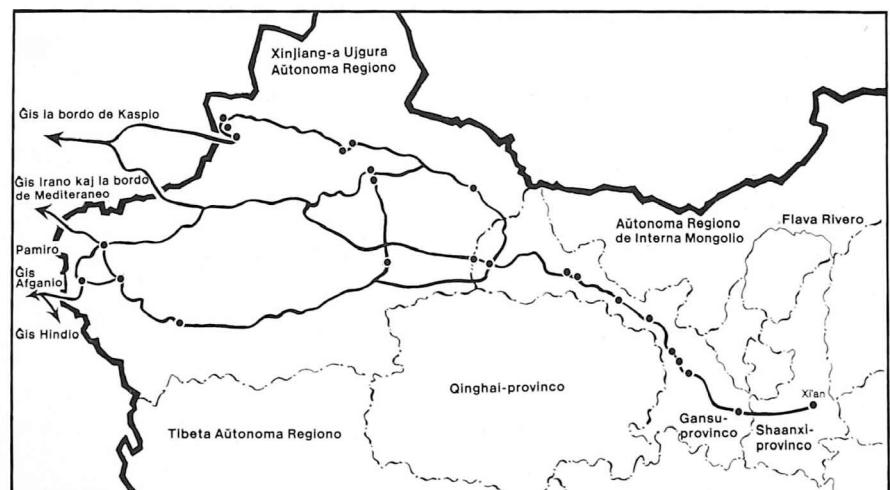 Xinjiang-a Ujgura
Aŭtonoma Regiono
Ĝis la bordo de Kaspio
Ĝis Irano kaj la bordo
de Mediteraneo
Pamiro
Ĝis
Afganio
Ĝis Hindio
Aŭtonoma Regiono
de Interna Mongolio
Flava Rivero
Qinghai-provinco
Tibeta Aŭtonoma Regiono
Gansu-
provinco
Xi'an
Shaanxi-
provinco